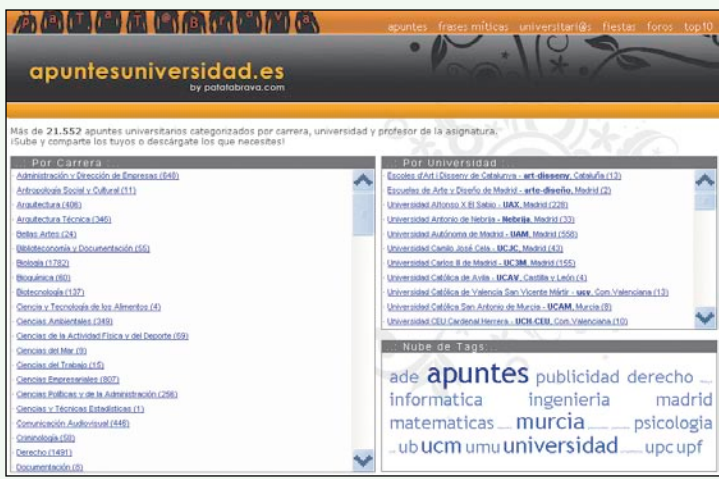 PaTaT@BraVa
apuntes frases míticas universitari@s fiestas foros top10
apuntesuniversidad.es
by patatabrava.com
Más de 21.552 apuntes universitarios categorizados por carrera, universidad y profesor de la asignatura.
¡Sube y comparte los tuyos o descárgate los que necesites!
..: Por Carrera :..
Administración y Dirección de Empresas (640)
Antropología Social y Cultural (11)
Arquitectura (406)
Arquitectura Técnica (346)
Bellas Artes (24)
Biblioteconomía y Documentación (55)
Biología (1782)
Bioquímica (60)
Biotecnología (137)
Ciencia y Tecnología de los Alimentos (4)
Ciencias Ambientales (349)
Ciencias de la Actividad Física y del Deporte (69)
Ciencias del Mar (9)
Ciencias del Trabajo (15)
Ciencias Empresariales (807)
Ciencias Políticas y de la Administración (256)
Ciencias y Técnicas Estadísticas (1)
Comunicación Audiovisual (446)
Criminología (58)
Derecho (1491)
Documentación (8)
..: Por Universidad :..
Escoles d'Art i Disseny de Catalunya - art-disseny, Cataluña (12)
Escuelas de Arte y Diseño de Madrid - arte-diseño, Madrid (2)
Universidad Alfonso X El Sabio - UAX, Madrid (228)
Universidad Antonio de Nebrija - Nebrija, Madrid (33)
Universidad Autónoma de Madrid - UAM, Madrid (558)
Universidad Camilo José Cela - UCJC, Madrid (43)
Universidad Carlos III de Madrid - UC3M, Madrid (155)
Universidad Católica de Avila - UCAV, Castilla y León (4)
Universidad Católica de Valencia San Vicente Mártir - ucv, Com.Valenciana (13)
Universidad Católica San Antonio de Murcia - UCAM, Murcia (8)
Universidad CEU Cardenal Herrera - UCH-CEU, Com.Valenciana (10)
..: Nube de Tags:..
ade apuntes publicidad derecho
informatica ingenieria madrid
matematicas murcia psicologia
ub ucm umu universidad upc upf